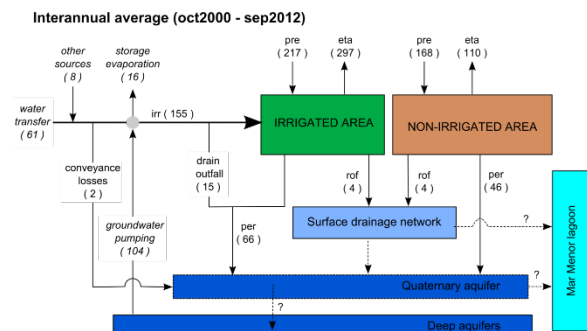 Interannual average (oct2000 - sep2012)
other
sources
( 8 )
storage
evaporation
( 16 )
pre
( 217 )
eta
( 297 )
pre
( 168 )
eta
( 110 )
water
transfer
( 61 )
irr ( 155 )
IRRIGATED AREA
NON-IRRIGATED AREA
conveyance
losses
( 2 )
drain
outfall
( 15 )
rof
( 4 )
rof
( 4 )
per
( 46 )
groundwater
pumping
( 104 )
per
( 66 )
Surface drainage network
?
Mar Menor lagoon
Quaternary aquifer
?
?
Deep aquifers